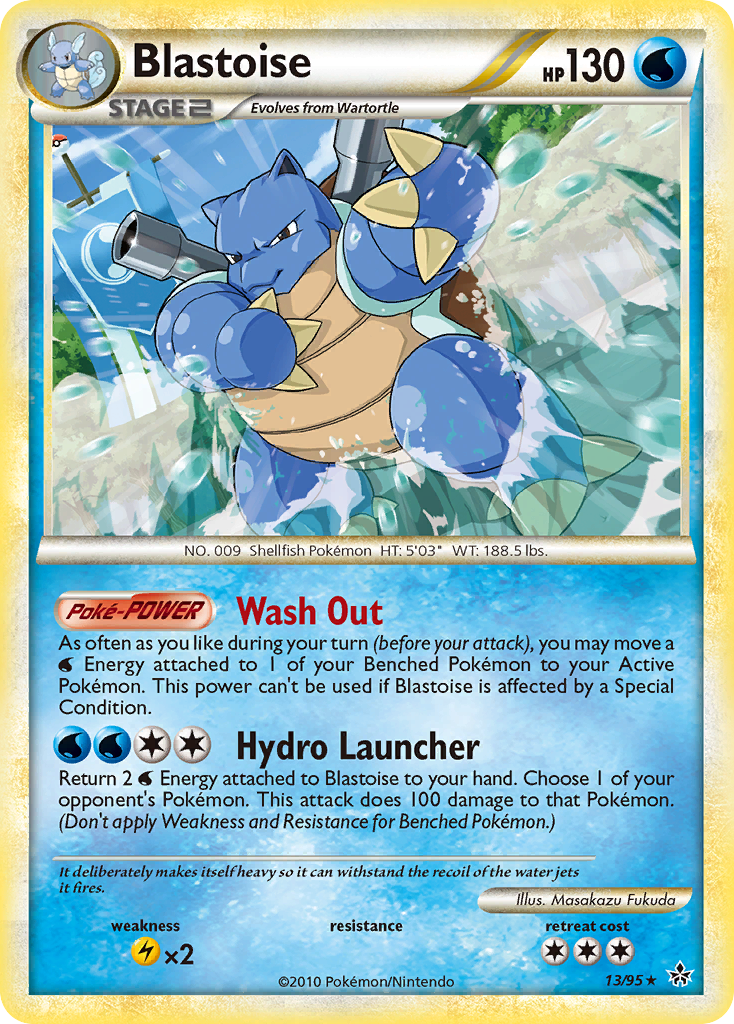 Blastoise
HP 130
STAGE 2
Evolves from Wartortle
NO. 009 Shellfish Pokémon HT: 5'03" WT: 188.5 lbs.
Poké-POWER Wash Out
As often as you like during your turn (before your attack), you may move a
Energy attached to 1 of your Benched Pokémon to your Active
Pokémon. This power can't be used if Blastoise is affected by a Special
Condition.
Hydro Launcher
Return 2 Energy attached to Blastoise to your hand. Choose 1 of your
opponent's Pokémon. This attack does 100 damage to that Pokémon.
(Don't apply Weakness and Resistance for Benched Pokémon.)
It deliberately makes itself heavy so it can withstand the recoil of the water jets
it fires.
Illus. Masakazu Fukuda
weakness resistance retreat cost
×2
©2010 Pokémon/Nintendo
13/95 ★